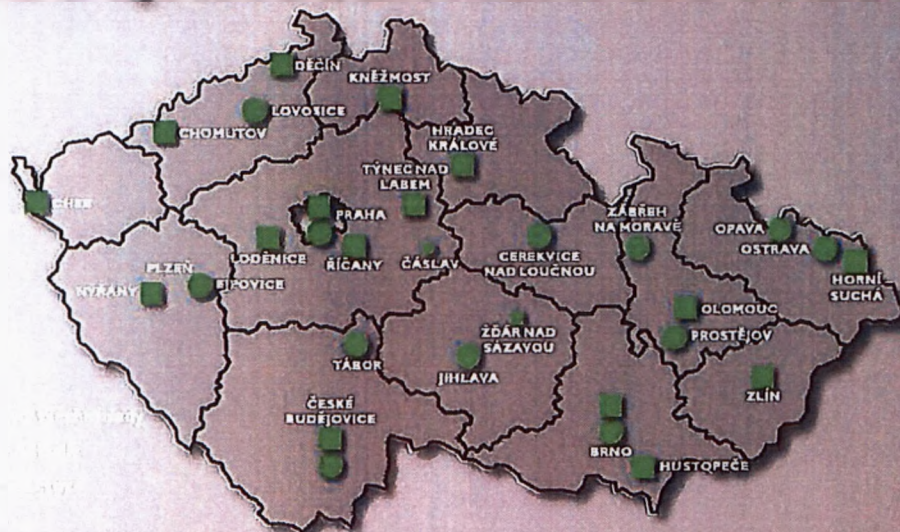 DĚČÍN
KNĚŽMOST
LOVOSICE
CHOMUTOV
HRADEC
KRÁLOVÉ
TÝNEC NAD
LABEM
CHEB
PRAHA
ZÁBŘEH
NA MORAVĚ
OPAVA
OSTRAVA
LODĚNICE
ŘÍČANY
ČÁSLAV
CEREKVICE
NAD LOUČNOU
HORNÍ
SUCHÁ
PLZEŇ
NÝŘANY
EJPOVICE
OLOMOUC
ŽĎÁR NAD
SÁZAVOU
PROSTĚJOV
TÁBOR
JIHLAVA
ZLÍN
ČESKÉ
BUDĚJOVICE
BRNO
HUSTOPEČE